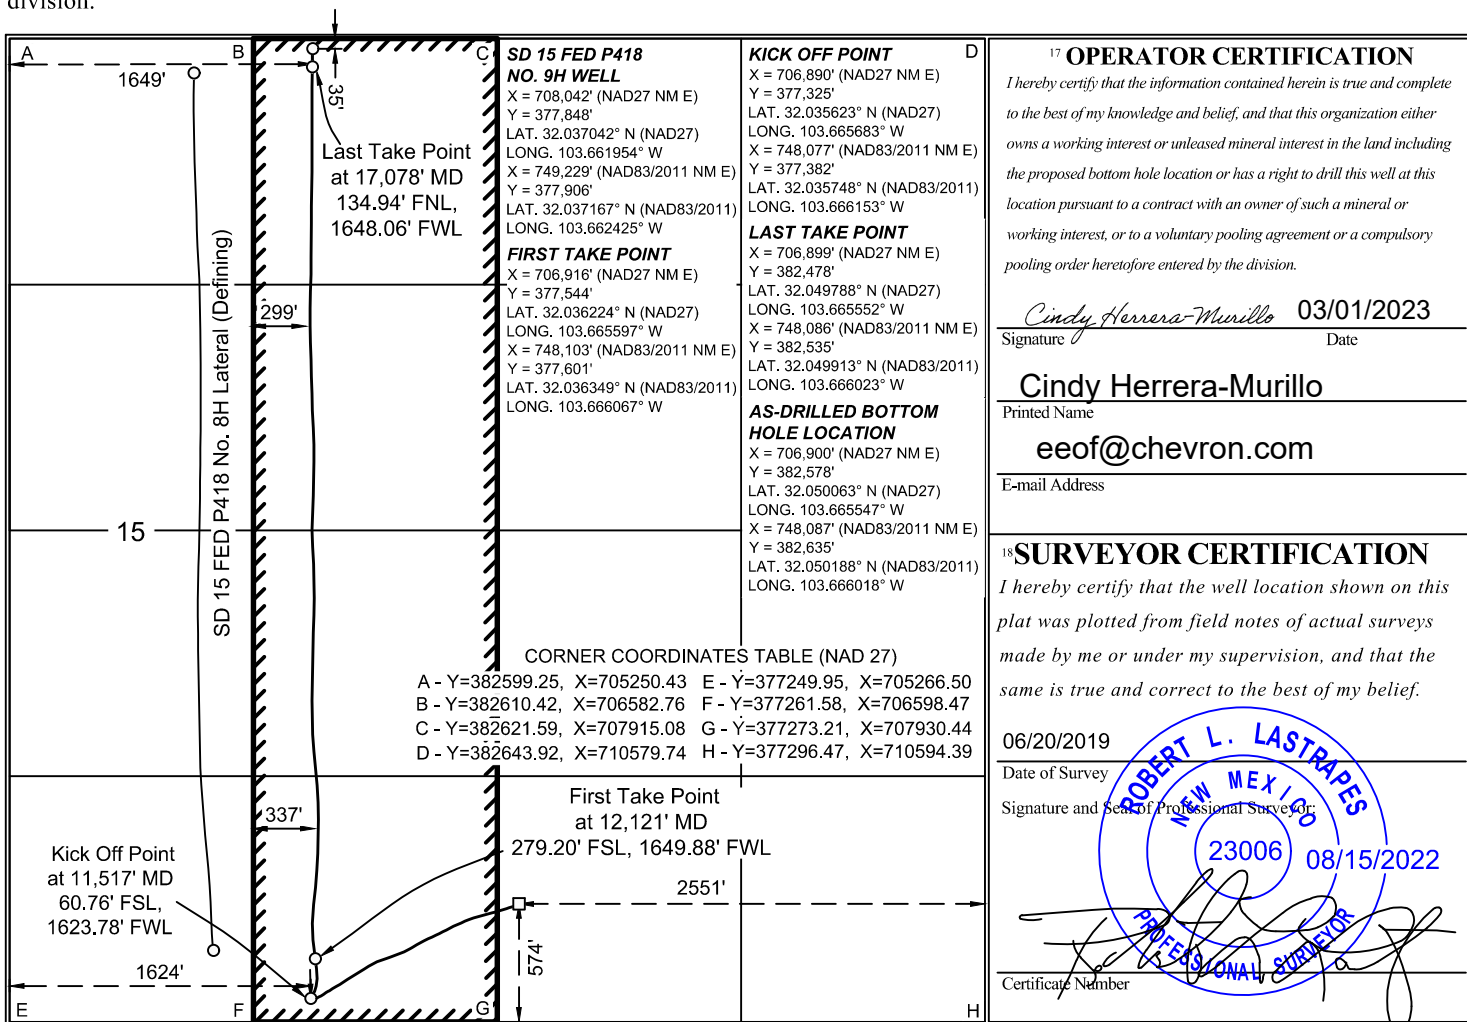 division.
A
B
C
D
1649'
35'
Last Take Point
at 17,078' MD
134.94' FNL,
1648.06' FWL
SD 15 FED P418 No. 8H Lateral (Defining)
299'
15
337'
Kick Off Point
at 11,517' MD
60.76' FSL,
1623.78' FWL
1624'
E
F
G
H
SD 15 FED P418
NO. 9H WELL
X = 708,042' (NAD27 NM E)
Y = 377,848'
LAT. 32.037042° N (NAD27)
LONG. 103.661954° W
X = 749,229' (NAD83/2011 NM E)
Y = 377,906'
LAT. 32.037167° N (NAD83/2011)
LONG. 103.662425° W
FIRST TAKE POINT
X = 706,916' (NAD27 NM E)
Y = 377,544'
LAT. 32.036224° N (NAD27)
LONG. 103.665597° W
X = 748,103' (NAD83/2011 NM E)
Y = 377,601'
LAT. 32.036349° N (NAD83/2011)
LONG. 103.666067° W
KICK OFF POINT
X = 706,890' (NAD27 NM E)
Y = 377,325'
LAT. 32.035623° N (NAD27)
LONG. 103.665683° W
X = 748,077' (NAD83/2011 NM E)
Y = 377,382'
LAT. 32.035748° N (NAD83/2011)
LONG. 103.666153° W
LAST TAKE POINT
X = 706,899' (NAD27 NM E)
Y = 382,478'
LAT. 32.049788° N (NAD27)
LONG. 103.665552° W
X = 748,086' (NAD83/2011 NM E)
Y = 382,535'
LAT. 32.049913° N (NAD83/2011)
LONG. 103.666023° W
AS-DRILLED BOTTOM
HOLE LOCATION
X = 706,900' (NAD27 NM E)
Y = 382,578'
LAT. 32.050063° N (NAD27)
LONG. 103.665547° W
X = 748,087' (NAD83/2011 NM E)
Y = 382,635'
LAT. 32.050188° N (NAD83/2011)
LONG. 103.666018° W
CORNER COORDINATES TABLE (NAD 27)
A - Y=382599.25, X=705250.43 E - Y=377249.95, X=705266.50
B - Y=382610.42, X=706582.76 F - Y=377261.58, X=706598.47
C - Y=382621.59, X=707915.08 G - Y=377273.21, X=707930.44
D - Y=382643.92, X=710579.74 H - Y=377296.47, X=710594.39
First Take Point
at 12,121' MD
279.20' FSL, 1649.88' FWL
2551'
574'
17 OPERATOR CERTIFICATION
I hereby certify that the information contained herein is true and complete
to the best of my knowledge and belief, and that this organization either
owns a working interest or unleased mineral interest in the land including
the proposed bottom hole location or has a right to drill this well at this
location pursuant to a contract with an owner of such a mineral or
working interest, or to a voluntary pooling agreement or a compulsory
pooling order heretofore entered by the division.
Cindy Herrera-Murillo 03/01/2023
Signature Date
Cindy Herrera-Murillo
Printed Name
eeof@chevron.com
E-mail Address
18 SURVEYOR CERTIFICATION
I hereby certify that the well location shown on this
plat was plotted from field notes of actual surveys
made by me or under my supervision, and that the
same is true and correct to the best of my belief.
06/20/2019
Date of Survey
Signature and Seal of Professional Surveyor:
ROBERT L. LASTRAPES
NEW MEXICO
23006
08/15/2022
PROFESSIONAL SURVEYOR
Certificate Number